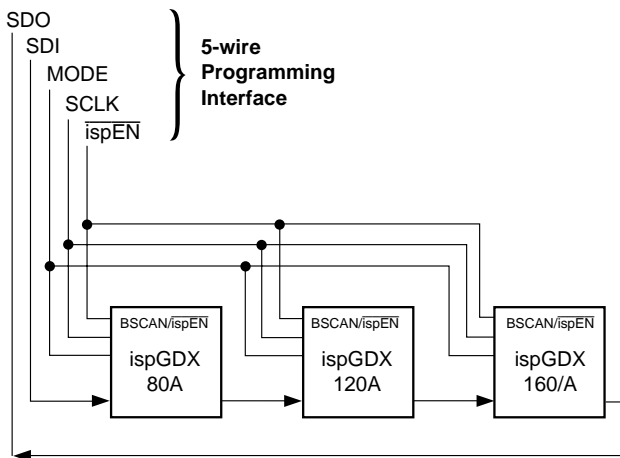 SDO
SDI
MODE
SCLK
ispEN
5-wire
Programming
Interface
BSCAN/ispEN
ispGDX
80A
BSCAN/ispEN
ispGDX
120A
BSCAN/ispEN
ispGDX
160/A